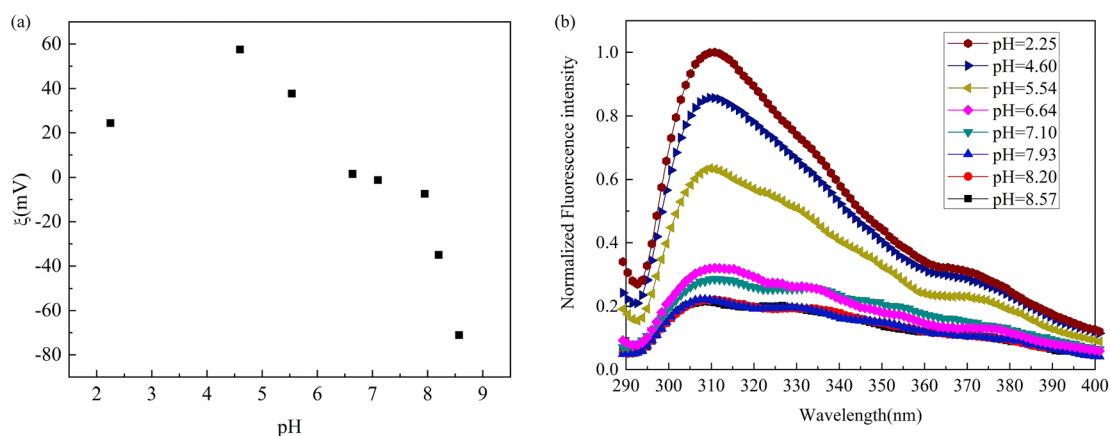 (a)
60
40
20
0
-20
-40
-60
-80
ξ(mV)
2 3 4 5 6 7 8 9
pH
(b)
1.0
0.8
0.6
0.4
0.2
0.0
Normalized Fluorescence intensity
290 300 310 320 330 340 350 360 370 380 390 400
Wavelength(nm)
pH=2.25
pH=4.60
pH=5.54
pH=6.64
pH=7.10
pH=7.93
pH=8.20
pH=8.57